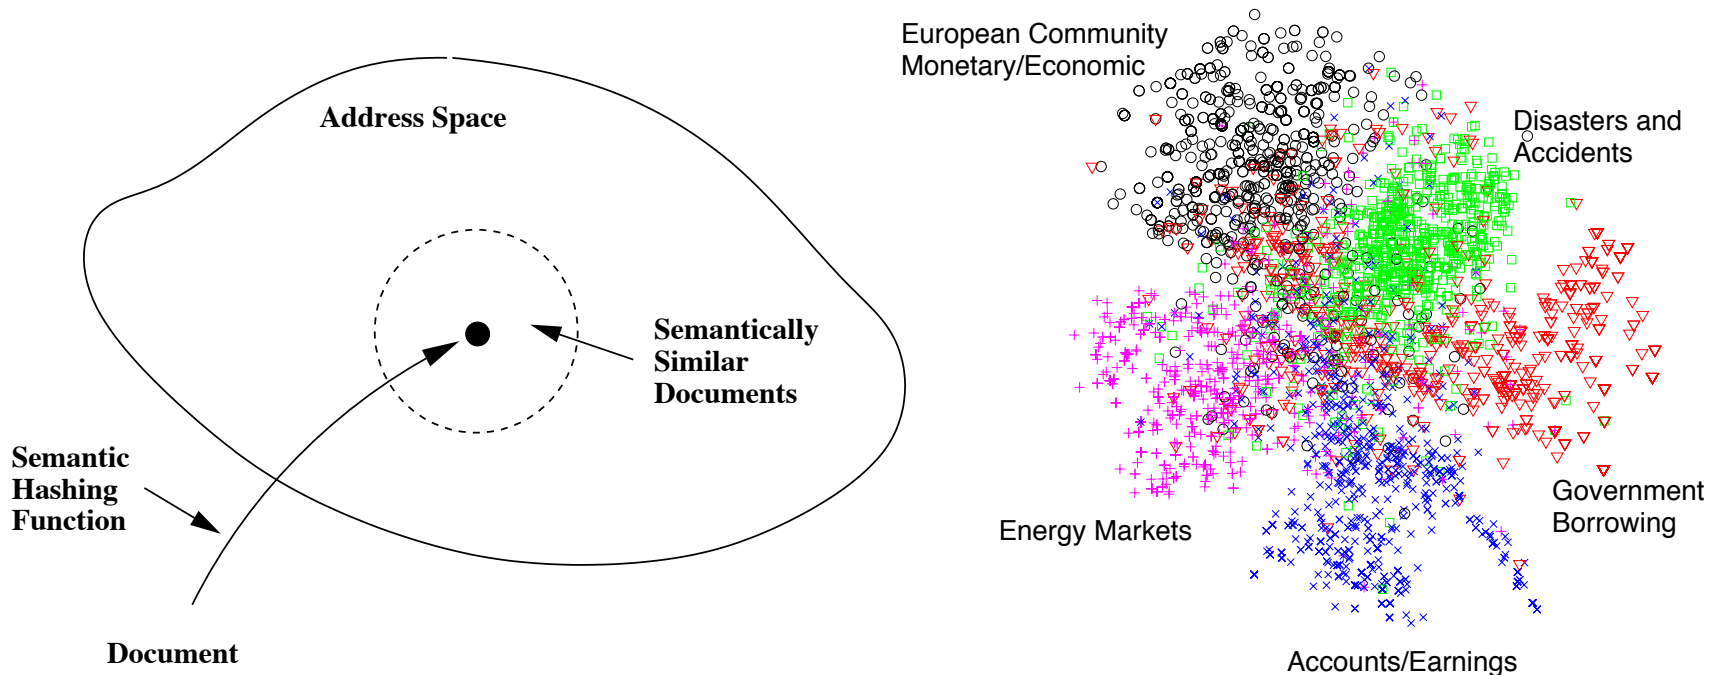 Address Space
Semantically
Similar
Documents
Semantic
Hashing
Function
Document
European Community
Monetary/Economic
Disasters and
Accidents
Energy Markets
Government
Borrowing
Accounts/Earnings